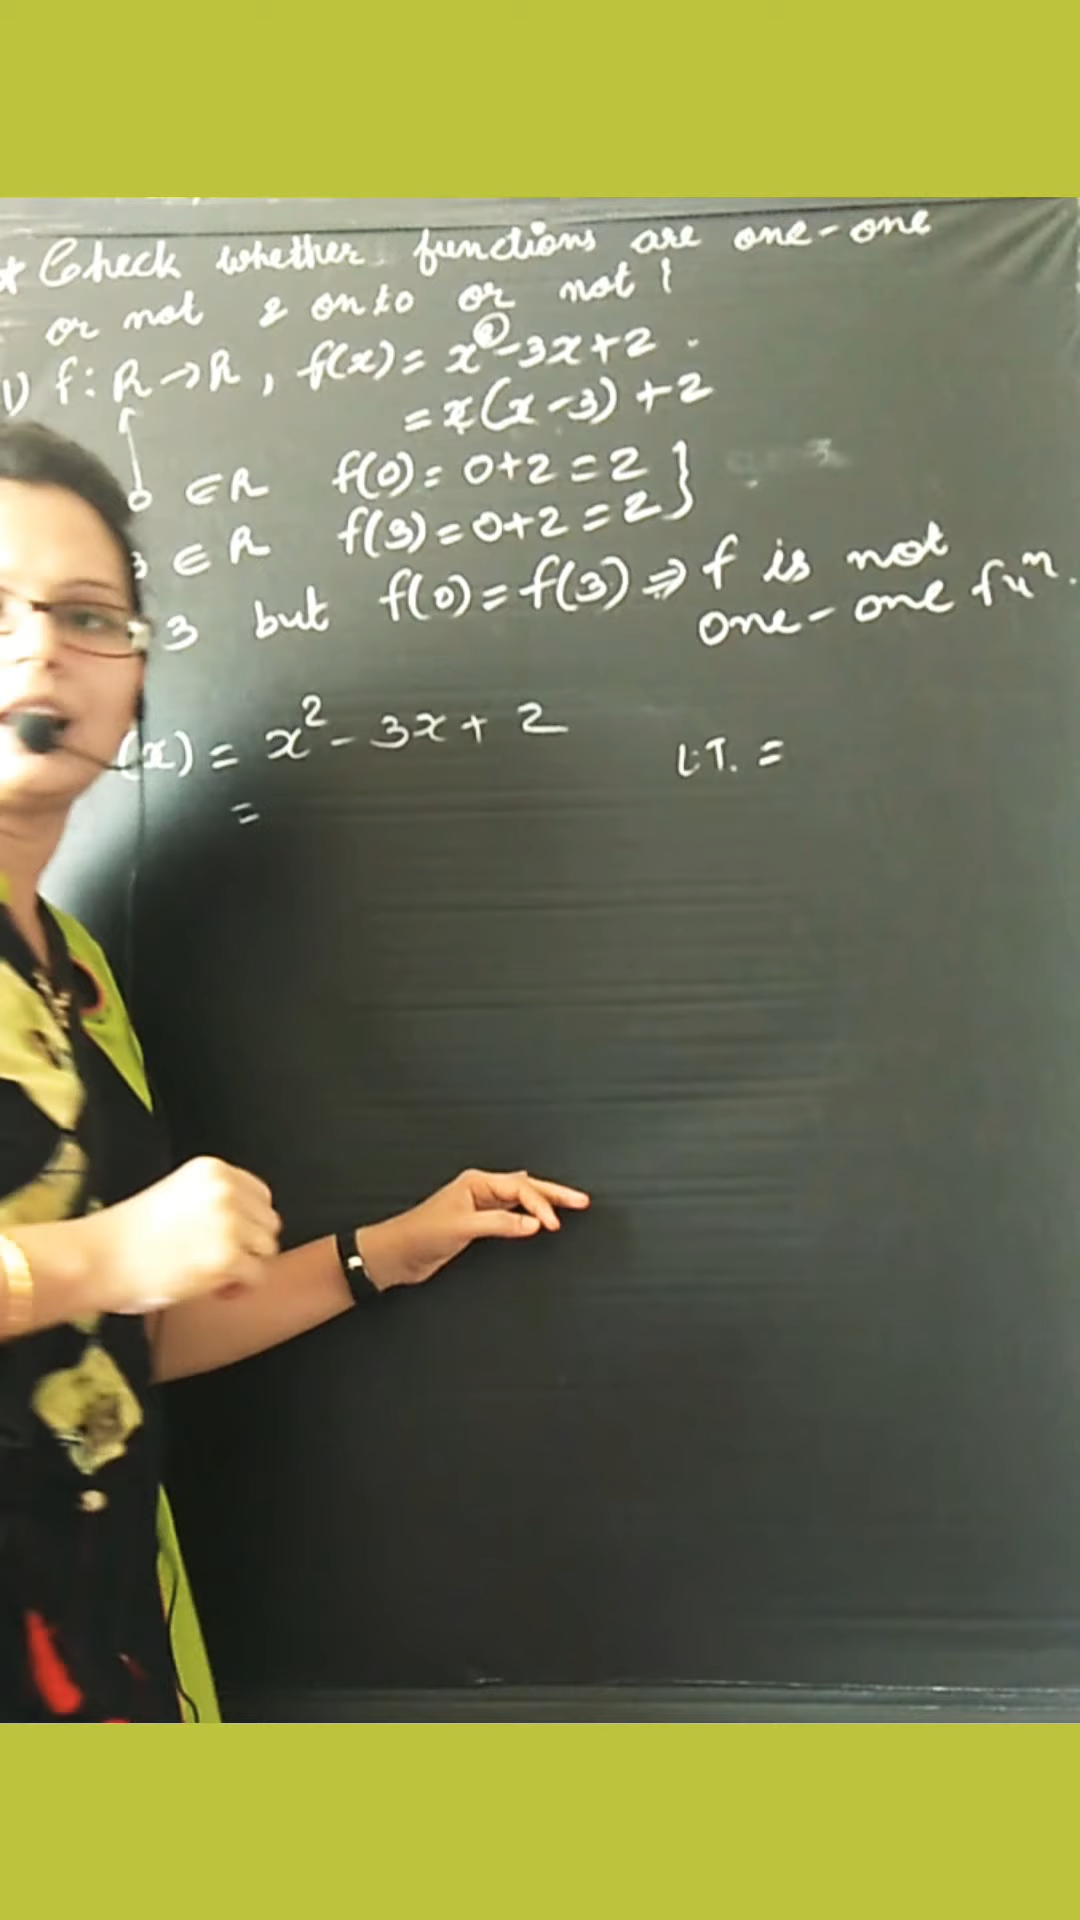 * Check whether functions are one-one
or not & onto or not !
1) f: R → R , f(x) = x² - 3x + 2 .
= x(x - 3) + 2
0 ∈ R f(0) = 0+2 = 2 }
3 ∈ R f(3) = 0+2 = 2
3 but f(0) = f(3) ⇒ f is not
one-one fuⁿ.
(x) = x² - 3x + 2
L.T. =
=